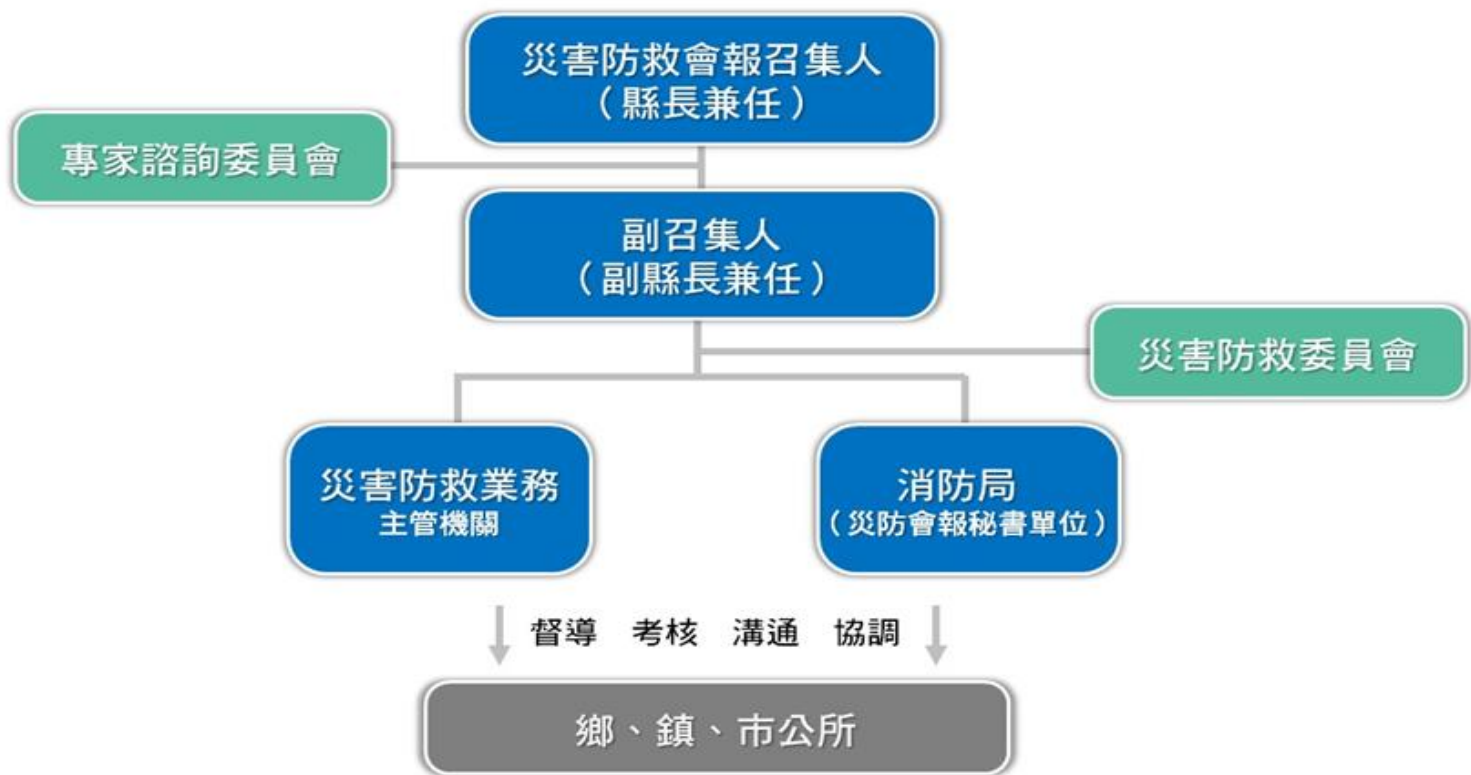 災害防救會報召集人
（縣長兼任）
專家諮詢委員會
副召集人
（副縣長兼任）
災害防救委員會
災害防救業務
主管機關
消防局
（災防會報秘書單位）
督導 考核 溝通 協調
鄉、鎮、市公所